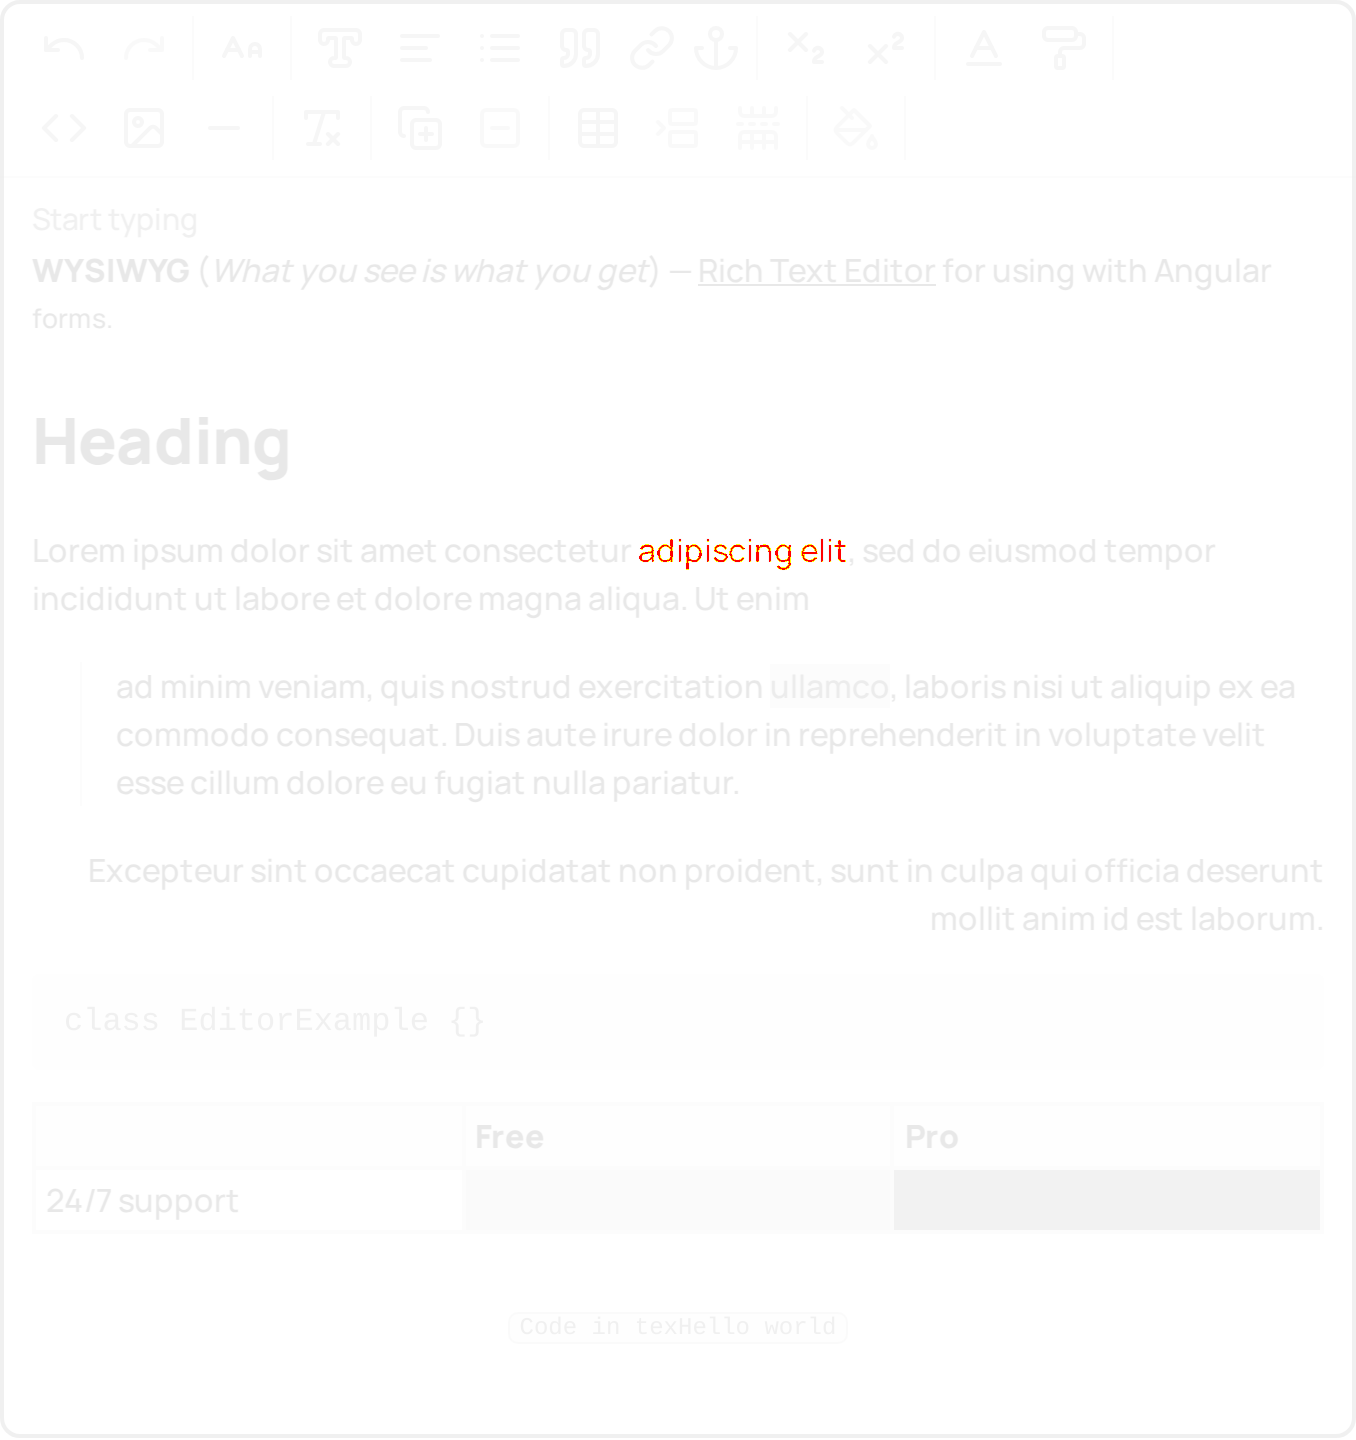 Start typing
WYSIWYG (What you see is what you get) — Rich Text Editor for using with Angular
forms.
Heading
Lorem ipsum dolor sit amet consectetur adipiscing elit, sed do eiusmod tempor
incididunt ut labore et dolore magna aliqua. Ut enim
ad minim veniam, quis nostrud exercitation ullamco, laboris nisi ut aliquip ex ea
commodo consequat. Duis aute irure dolor in reprehenderit in voluptate velit
esse cillum dolore eu fugiat nulla pariatur.
Excepteur sint occaecat cupidatat non proident, sunt in culpa qui officia deserunt
mollit anim id est laborum.
class EditorExample {}
Free Pro
24/7 support
Code in texHello world